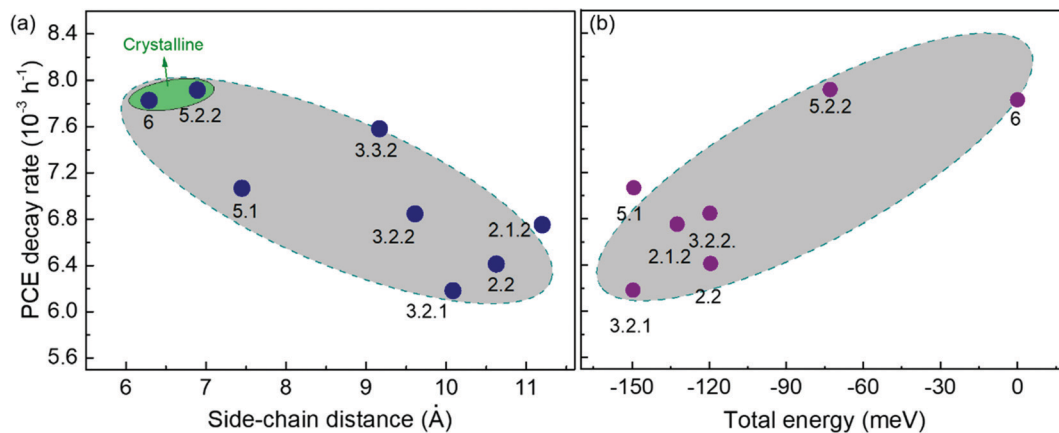 (a)
Crystalline
6
5.2.2
3.3.2
5.1
3.2.2
2.1.2
2.2
3.2.1
PCE decay rate (10⁻³ h⁻¹)
8.4
8.0
7.6
7.2
6.8
6.4
6.0
5.6
6 7 8 9 10 11
Side-chain distance (Å)
(b)
5.2.2
6
5.1
2.1.2
3.2.2.
2.2
3.2.1
-150 -120 -90 -60 -30 0
Total energy (meV)